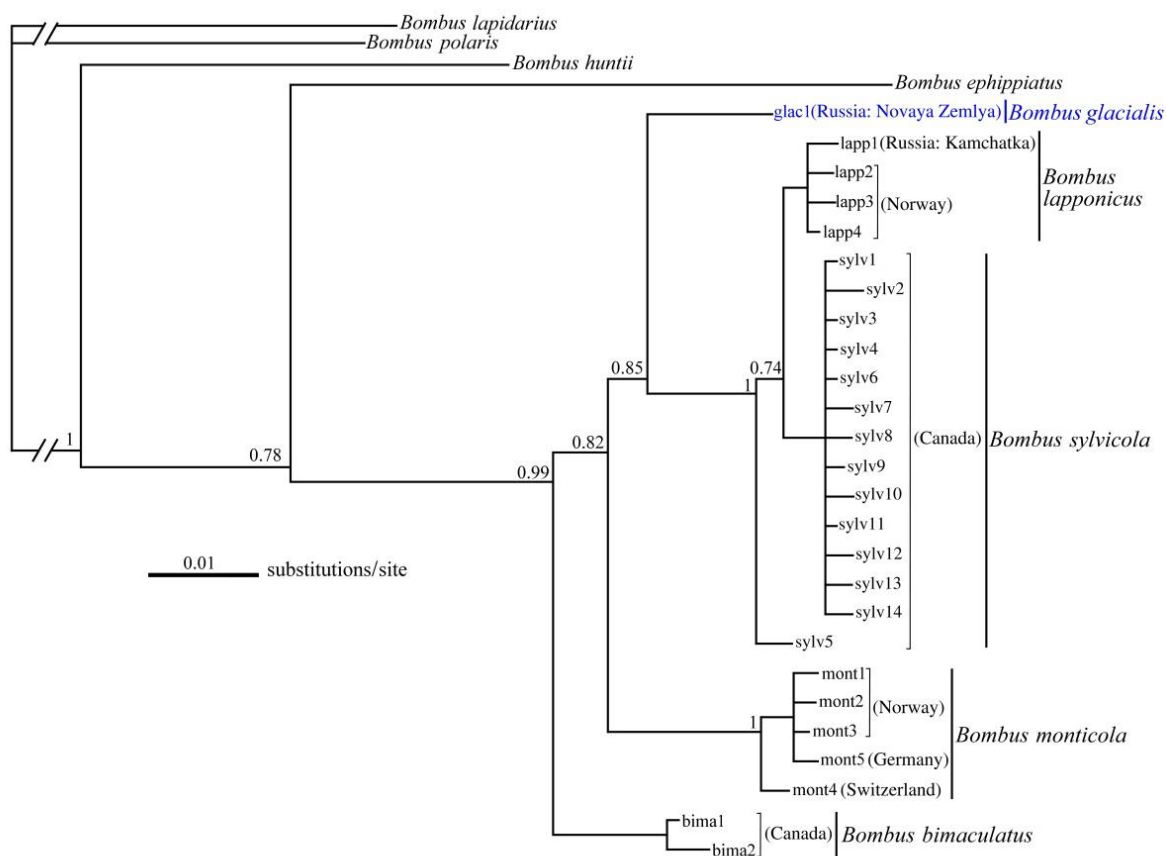 Bombus lapidarius
Bombus polaris
Bombus huntii
Bombus ephippiatus
glac1(Russia: Novaya Zemlya) Bombus glacialis
lapp1(Russia: Kamchatka)
lapp2
lapp3
lapp4
(Norway)
Bombus
lapponicus
sylv1
sylv2
sylv3
sylv4
sylv6
sylv7
sylv8
sylv9
sylv10
sylv11
sylv12
sylv13
sylv14
sylv5
(Canada)
Bombus sylvicola
mont1
mont2
mont3
(Norway)
mont5(Germany)
mont4(Switzerland)
Bombus monticola
bima1
bima2
(Canada)
Bombus bimaculatus
1
0.78
0.99
0.82
0.85
1
0.74
1
0.01
substitutions/site